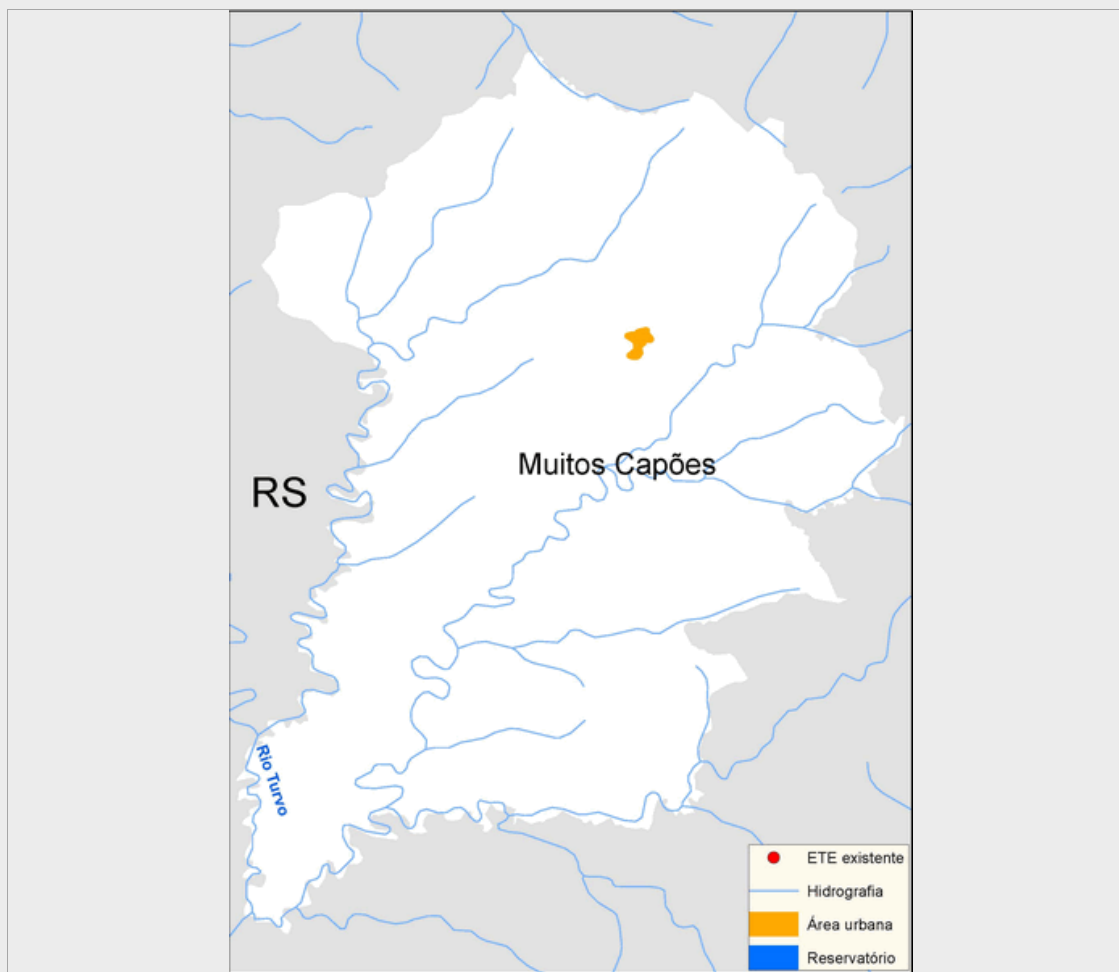 Muitos Capões
RS
Rio Turvo
ETE existente
Hidrografia
Área urbana
Reservatório